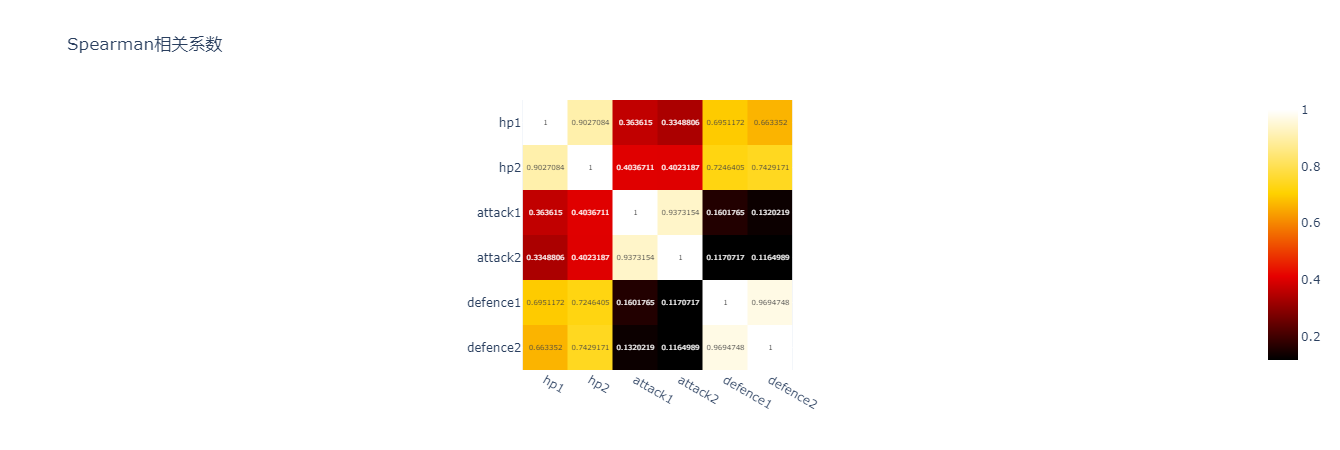 Spearman相关系数
hp1 1 0.9027084 0.363615 0.3348806 0.6951172 0.663352
hp2 0.9027084 1 0.4036711 0.4023187 0.7246405 0.7429171
attack1 0.363615 0.4036711 1 0.9373154 0.1601765 0.1320219
attack2 0.3348806 0.4023187 0.9373154 1 0.1170717 0.1164989
defence1 0.6951172 0.7246405 0.1601765 0.1170717 1 0.9694748
defence2 0.663352 0.7429171 0.1320219 0.1164989 0.9694748 1
hp1 hp2 attack1 attack2 defence1 defence2
1
0.8
0.6
0.4
0.2